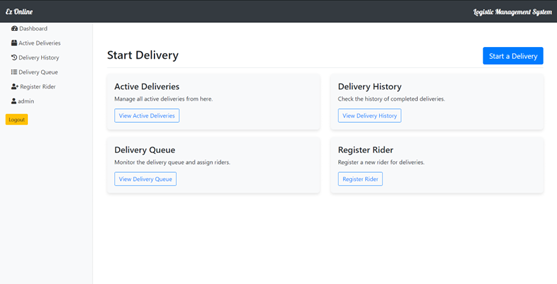 Ez Online
Logistic Management System
Dashboard
Active Deliveries
Delivery History
Delivery Queue
Register Rider
admin
Logout
Start Delivery
Start a Delivery
Active Deliveries
Manage all active deliveries from here.
View Active Deliveries
Delivery History
Check the history of completed deliveries.
View Delivery History
Delivery Queue
Monitor the delivery queue and assign riders.
View Delivery Queue
Register Rider
Register a new rider for deliveries.
Register Rider